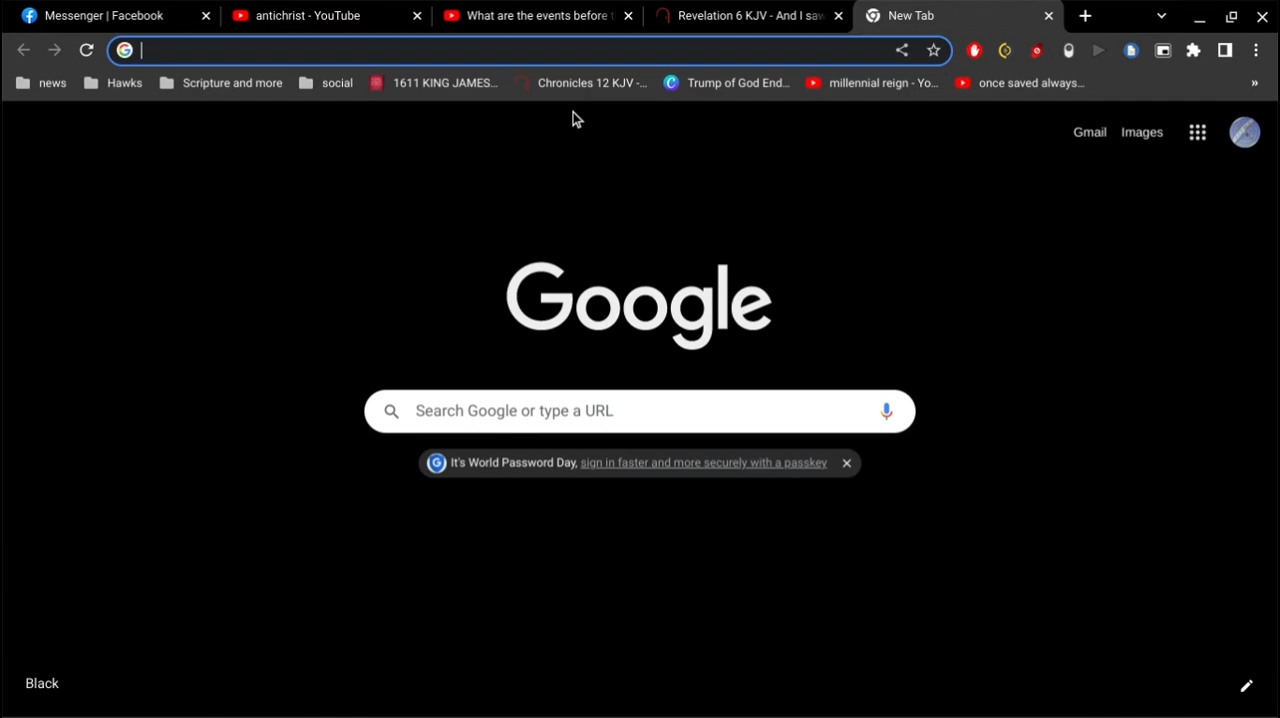 Messenger | Facebook
antichrist - YouTube
What are the events before
Revelation 6 KJV - And I saw
New Tab
news
Hawks
Scripture and more
social
1611 KING JAMES...
Chronicles 12 KJV -...
Trump of God End...
millennial reign - Yo...
once saved always...
»
Gmail
Images
Google
Search Google or type a URL
It's World Password Day, sign in faster and more securely with a passkey
Black